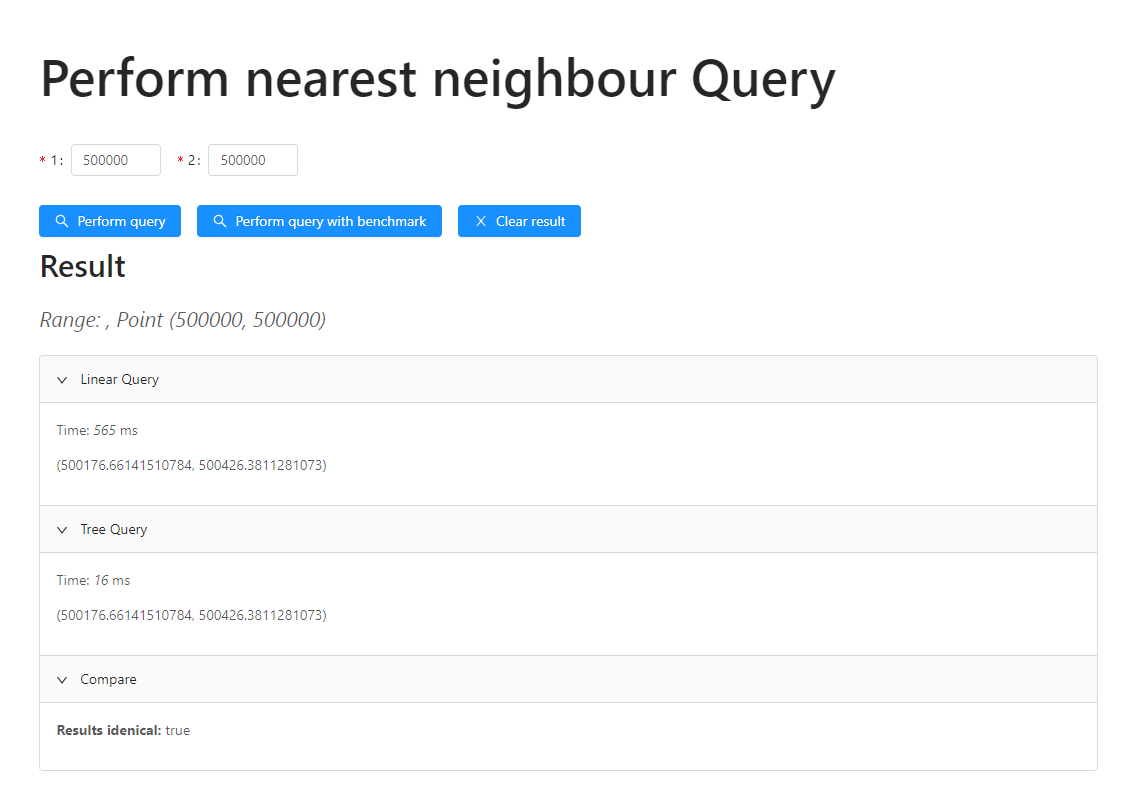 Perform nearest neighbour Query
* 1: 500000 * 2: 500000
Perform query Perform query with benchmark Clear result
Result
Range: , Point (500000, 500000)
Linear Query
Time: 565 ms
(500176.66141510784, 500426.3811281073)
Tree Query
Time: 16 ms
(500176.66141510784, 500426.3811281073)
Compare
Results idenical: true